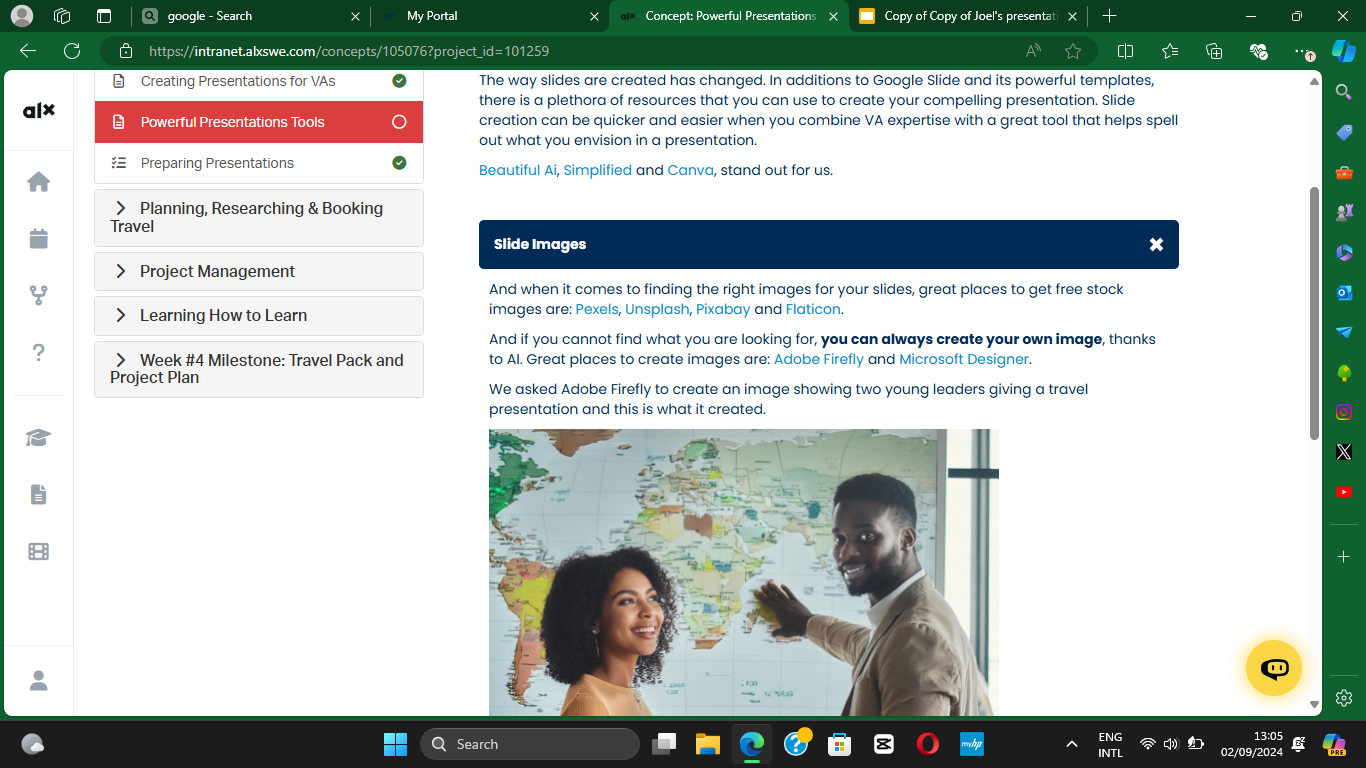 google - Search
My Portal
Concept: Powerful Presentations
Copy of Copy of Joel's presentati
https://intranet.alxswe.com/concepts/105076?project_id=101259
alx
Creating Presentations for VAs
Powerful Presentations Tools
Preparing Presentations
Planning, Researching & Booking
Travel
Project Management
Learning How to Learn
Week #4 Milestone: Travel Pack and
Project Plan
The way slides are created has changed. In additions to Google Slide and its powerful templates,
there is a plethora of resources that you can use to create your compelling presentation. Slide
creation can be quicker and easier when you combine VA expertise with a great tool that helps spell
out what you envision in a presentation.
Beautiful Ai, Simplified and Canva, stand out for us.
Slide Images
And when it comes to finding the right images for your slides, great places to get free stock
images are: Pexels, Unsplash, Pixabay and Flaticon.
And if you cannot find what you are looking for, you can always create your own image, thanks
to AI. Great places to create images are: Adobe Firefly and Microsoft Designer.
We asked Adobe Firefly to create an image showing two young leaders giving a travel
presentation and this is what it created.
Search
myhp
ENG
INTL
13:05
02/09/2024
PRE